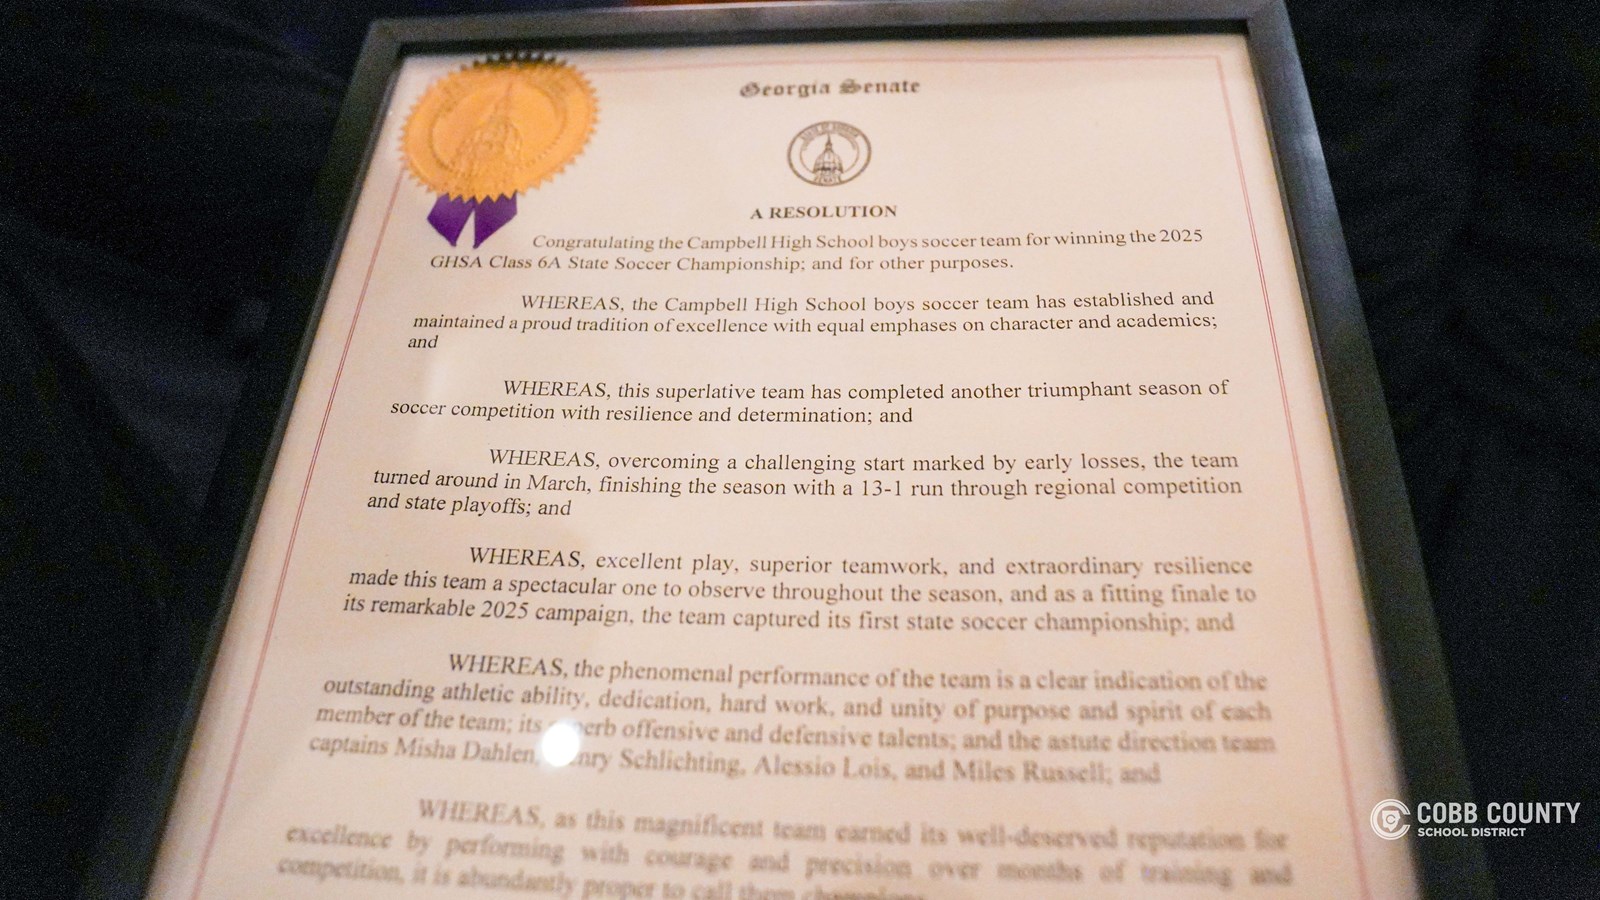 Georgia Senate
SENATE
A RESOLUTION
Congratulating the Campbell High School boys soccer team for winning the 2025
GHSA Class 6A State Soccer Championship; and for other purposes.
WHEREAS, the Campbell High School boys soccer team has established and
maintained a proud tradition of excellence with equal emphases on character and academics;
and
WHEREAS, this superlative team has completed another triumphant season of
soccer competition with resilience and determination; and
WHEREAS, overcoming a challenging start marked by early losses, the team
turned around in March, finishing the season with a 13-1 run through regional competition
and state playoffs; and
WHEREAS, excellent play, superior teamwork, and extraordinary resilience
made this team a spectacular one to observe throughout the season, and as a fitting finale to
its remarkable 2025 campaign, the team captured its first state soccer championship; and
WHEREAS, the phenomenal performance of the team is a clear indication of the
outstanding athletic ability, dedication, hard work, and unity of purpose and spirit of each
member of the team; its offensive and defensive talents; and the astute direction team
captains Misha Dahlen, Schlichting, Alessio Lois, and Miles Russell; and
WHEREAS, as this magnificent team earned its well-deserved reputation for
excellence by performing with courage and precision over months of training and
competition, it is abundantly proper to call them champions
COBB COUNTY
SCHOOL DISTRICT